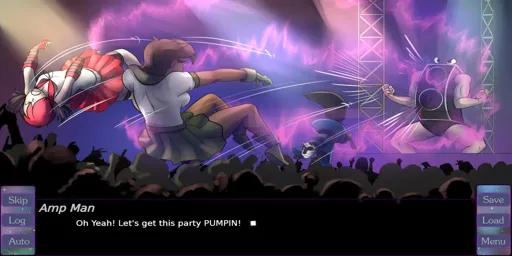 Skip
Log
Auto
Amp Man
Oh Yeah! Let's get this party PUMPIN!
Save
Load
Menu